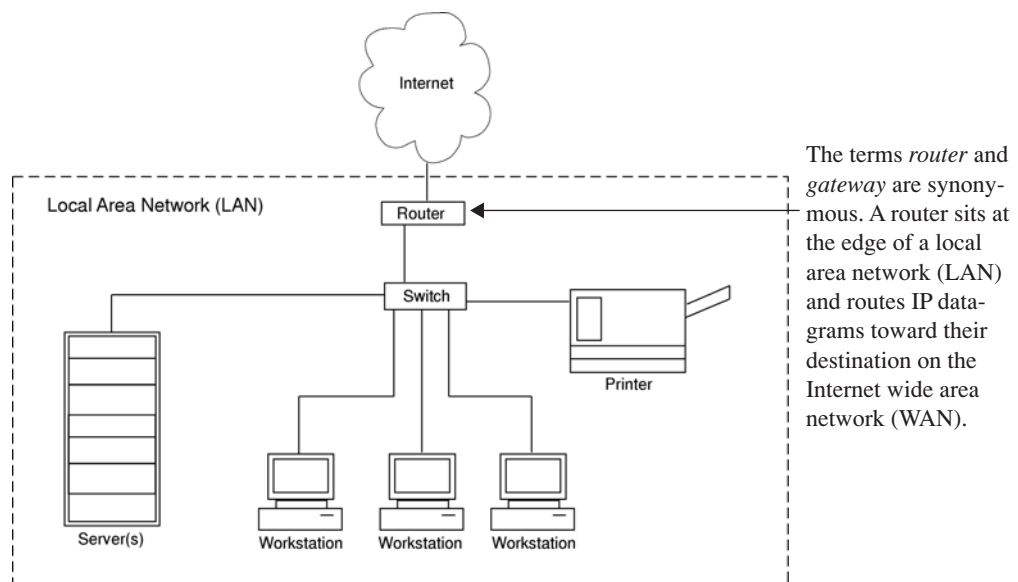 Internet
Local Area Network (LAN)
Router
Switch
Printer
Server(s)
Workstation
Workstation
Workstation
The terms router and
gateway are synony-
mous. A router sits at
the edge of a local
area network (LAN)
and routes IP data-
grams toward their
destination on the
Internet wide area
network (WAN).